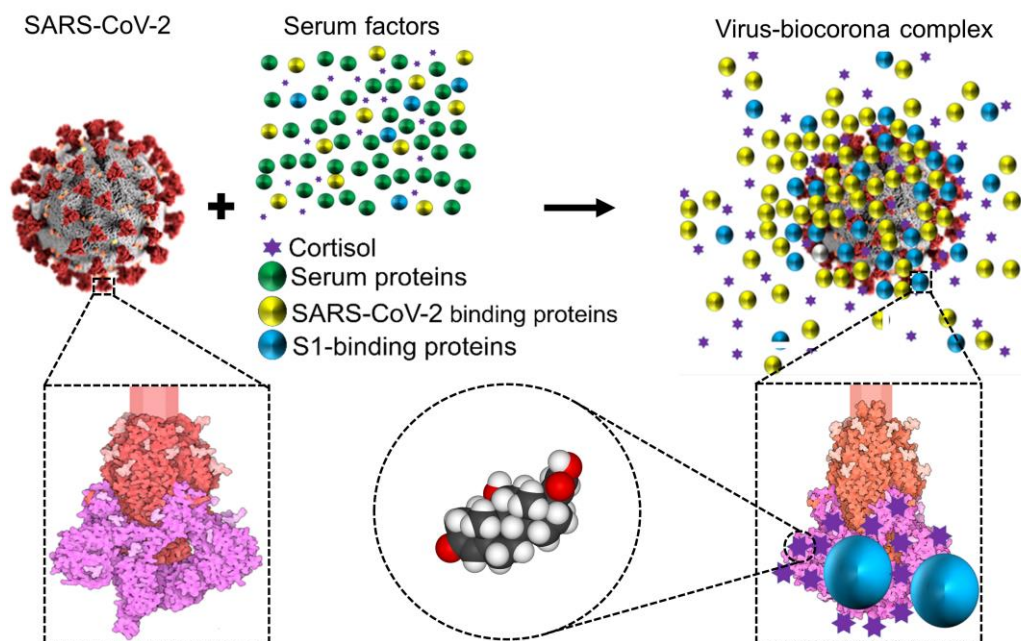 SARS-CoV-2
Serum factors
Virus-biocorona complex
Cortisol
Serum proteins
SARS-CoV-2 binding proteins
S1-binding proteins